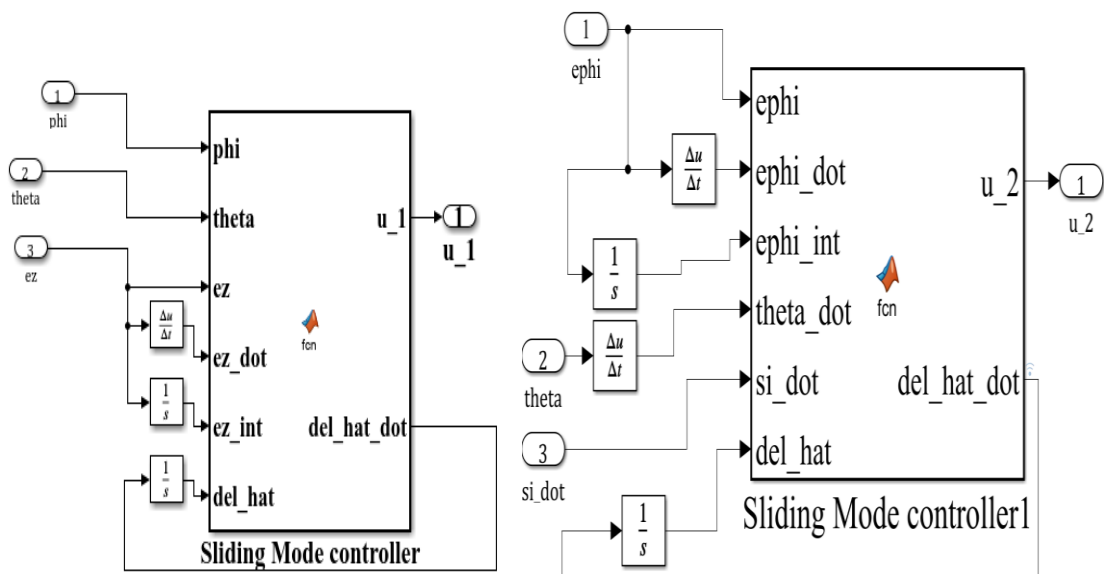 1
phi
2
theta
3
ez
Δu
Δt
1
s
1
s
phi
theta
ez
ez_dot
ez_int
del_hat
fcn
u_1
del_hat_dot
1
u_1
Sliding Mode controller
1
ephi
Δu
Δt
1
s
2
theta
Δu
Δt
3
si_dot
1
s
ephi
ephi_dot
ephi_int
theta_dot
si_dot
del_hat
fcn
u_2
del_hat_dot
1
u_2
Sliding Mode controller1